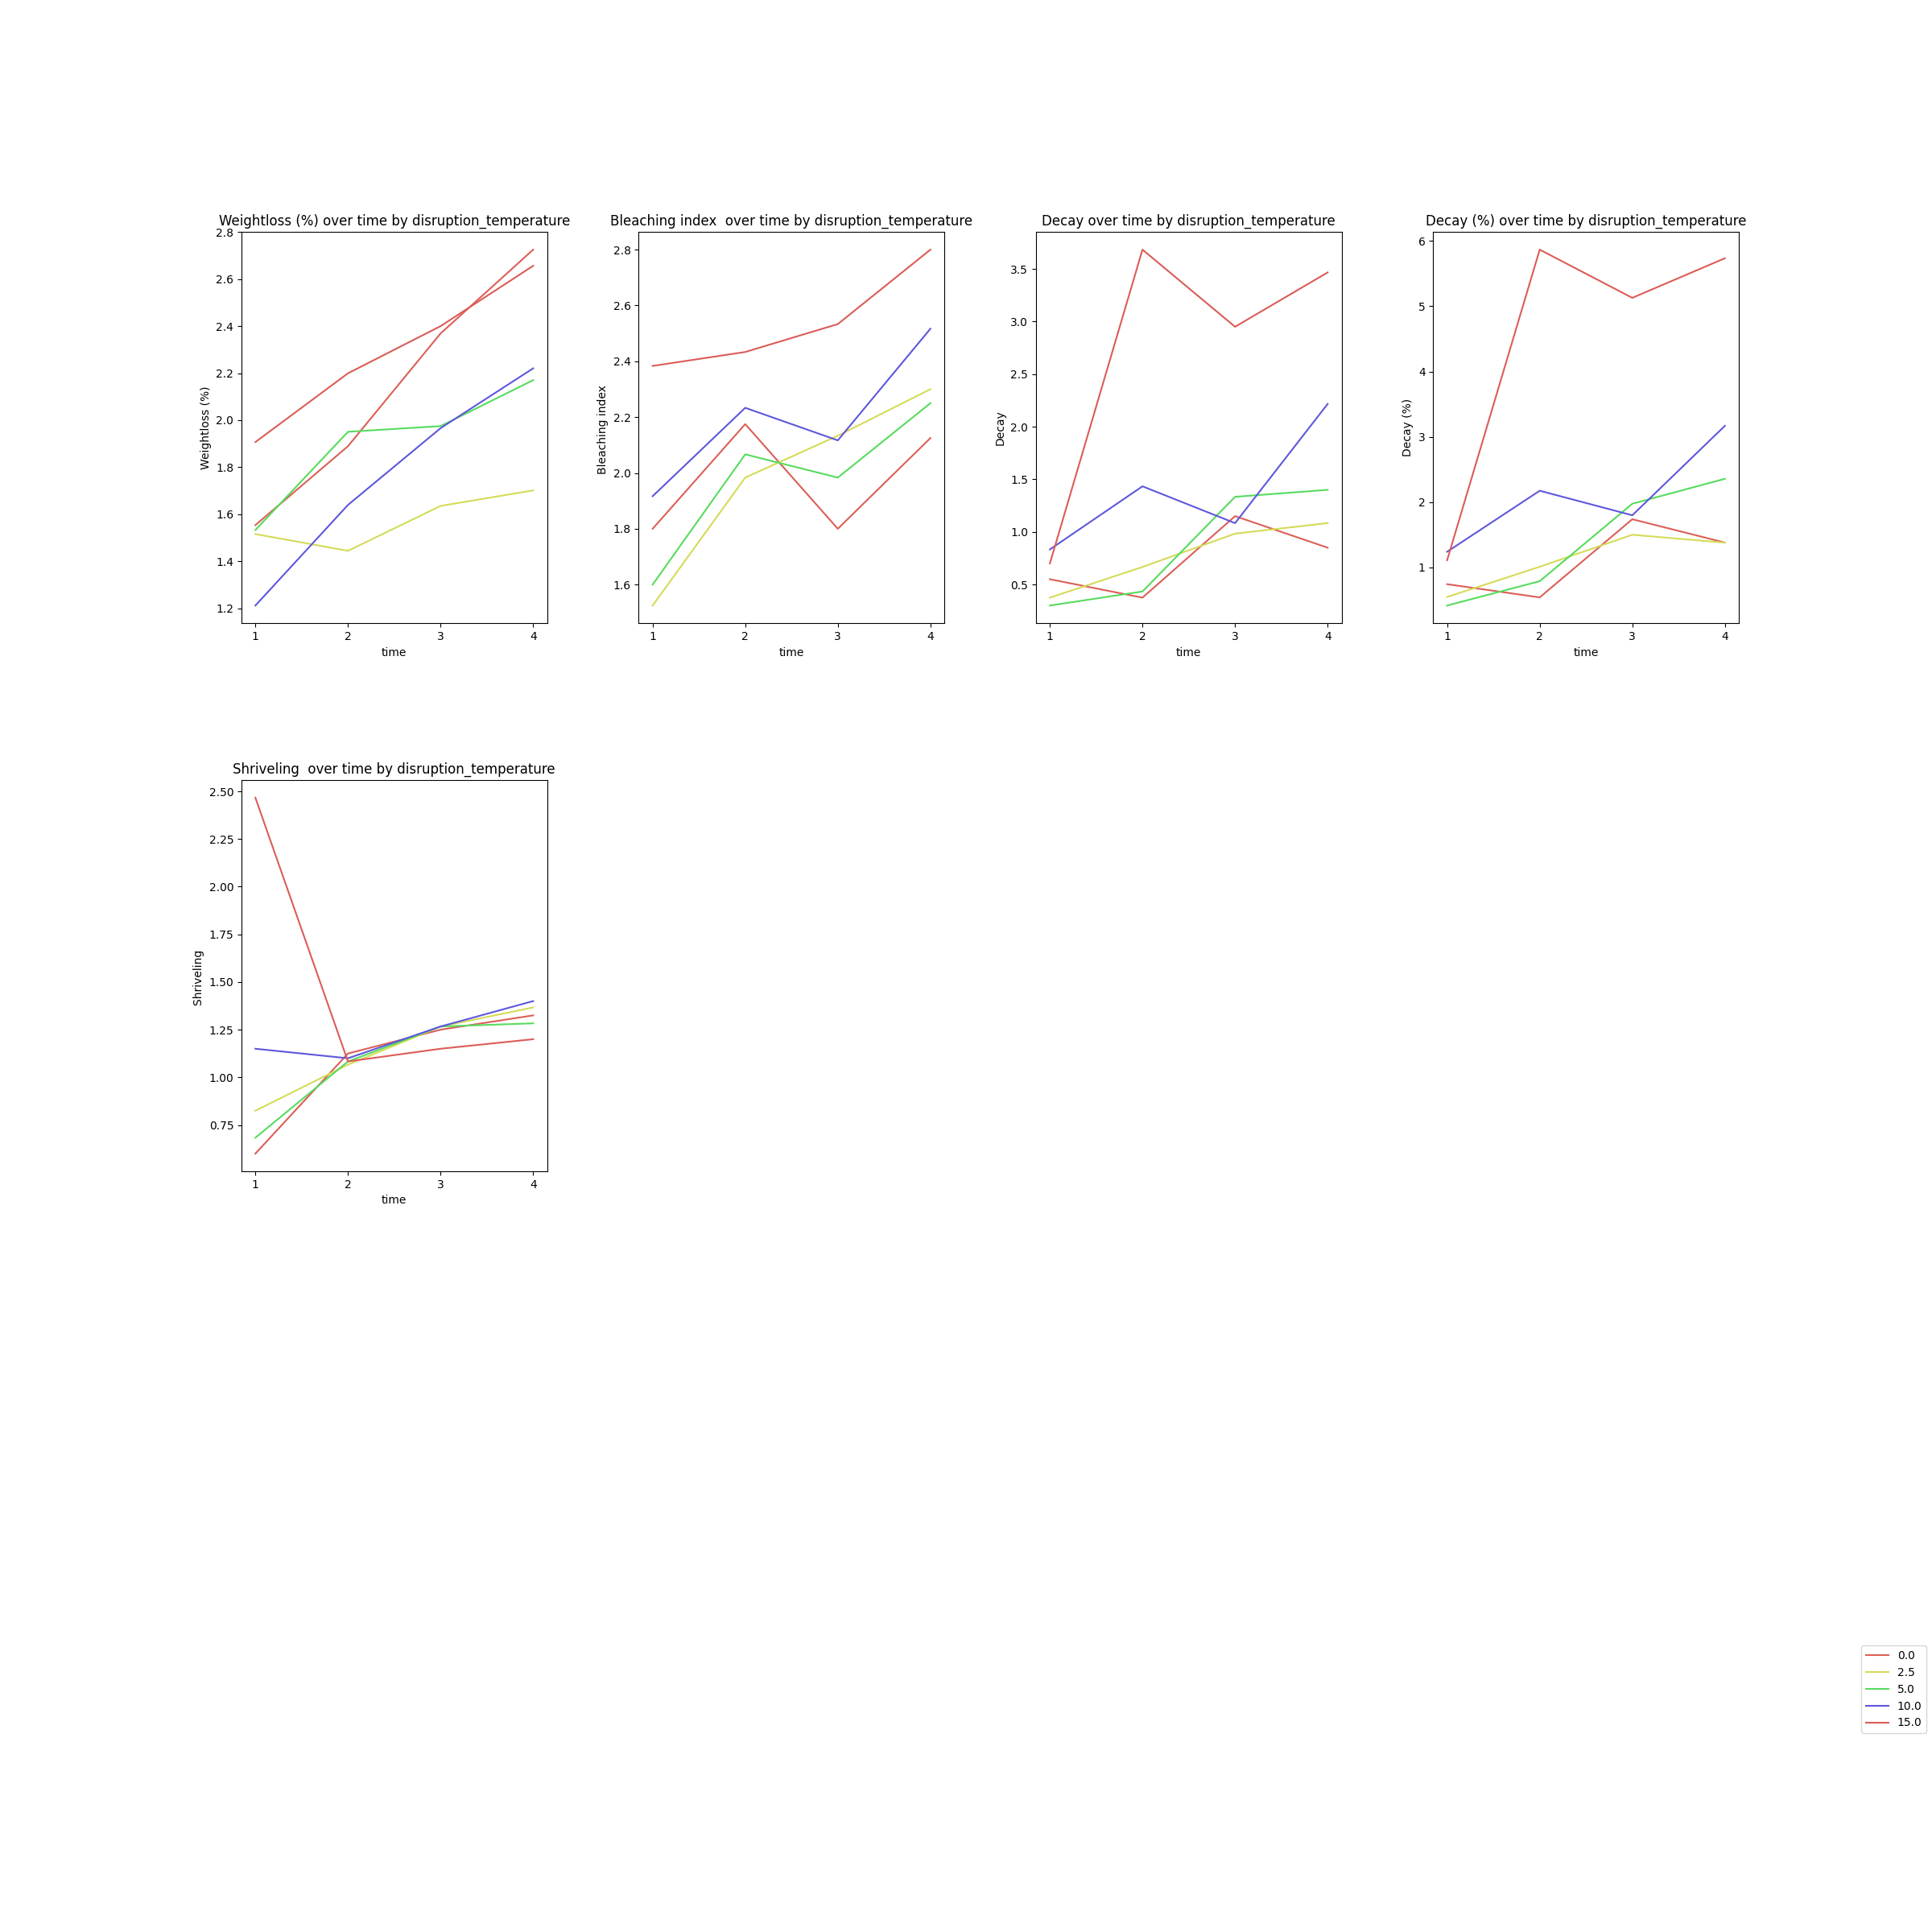 Weightloss (%) over time by disruption_temperature
Weightloss (%)
2.8
2.6
2.4
2.2
2.0
1.8
1.6
1.4
1.2
1 2 3 4
time
Bleaching index  over time by disruption_temperature
Bleaching index
2.8
2.6
2.4
2.2
2.0
1.8
1.6
1 2 3 4
time
Decay over time by disruption_temperature
Decay
3.5
3.0
2.5
2.0
1.5
1.0
0.5
1 2 3 4
time
Decay (%) over time by disruption_temperature
Decay (%)
6
5
4
3
2
1
1 2 3 4
time
Shriveling  over time by disruption_temperature
Shriveling
2.50
2.25
2.00
1.75
1.50
1.25
1.00
0.75
1 2 3 4
time
0.0
2.5
5.0
10.0
15.0